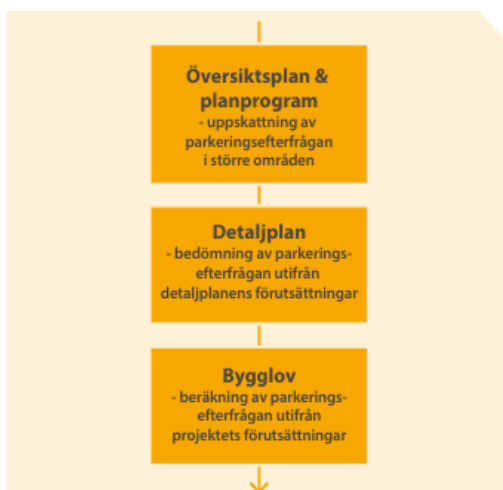 Översiktsplan &
planprogram
- uppskattning av
parkeringsefterfrågan
i större områden
Detaljplan
- bedömning av parkerings-
efterfrågan utifrån
detaljplanens förutsättningar
Bygglov
- beräkning av parkerings-
efterfrågan utifrån
projektets förutsättningar